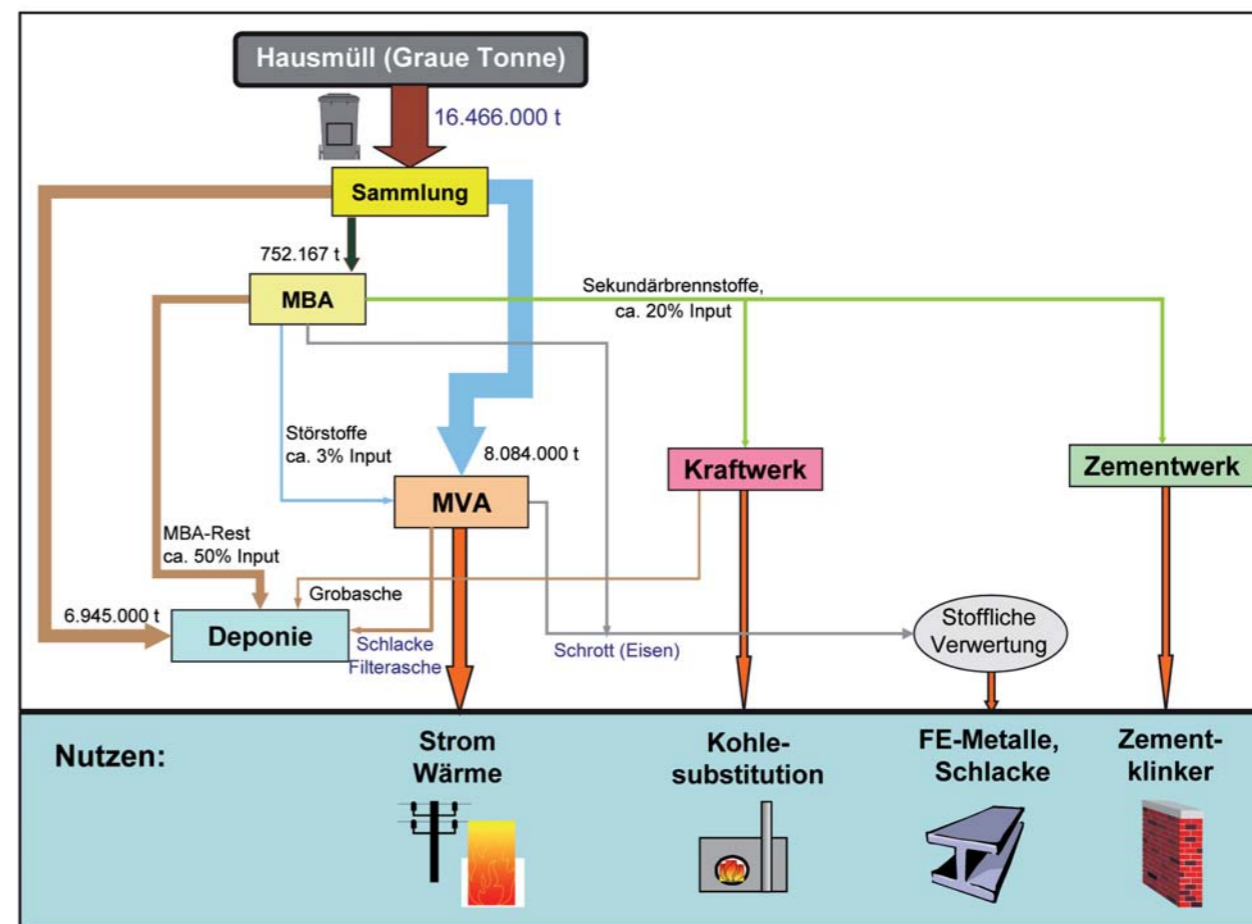 Hausmüll (Graue Tonne)
16.466.000 t
Sammlung
752.167 t
MBA
Sekundärbrennstoffe,
ca. 20% Input
Störstoffe
ca. 3% Input
8.084.000 t
Kraftwerk
Zementwerk
MVA
MBA-Rest
ca. 50% Input
Grobasche
6.945.000 t
Deponie
Schlacke
Filterasche
Schrott (Eisen)
Stoffliche
Verwertung
Nutzen:
Strom
Wärme
Kohle-
substitution
FE-Metalle,
Schlacke
Zement-
klinker